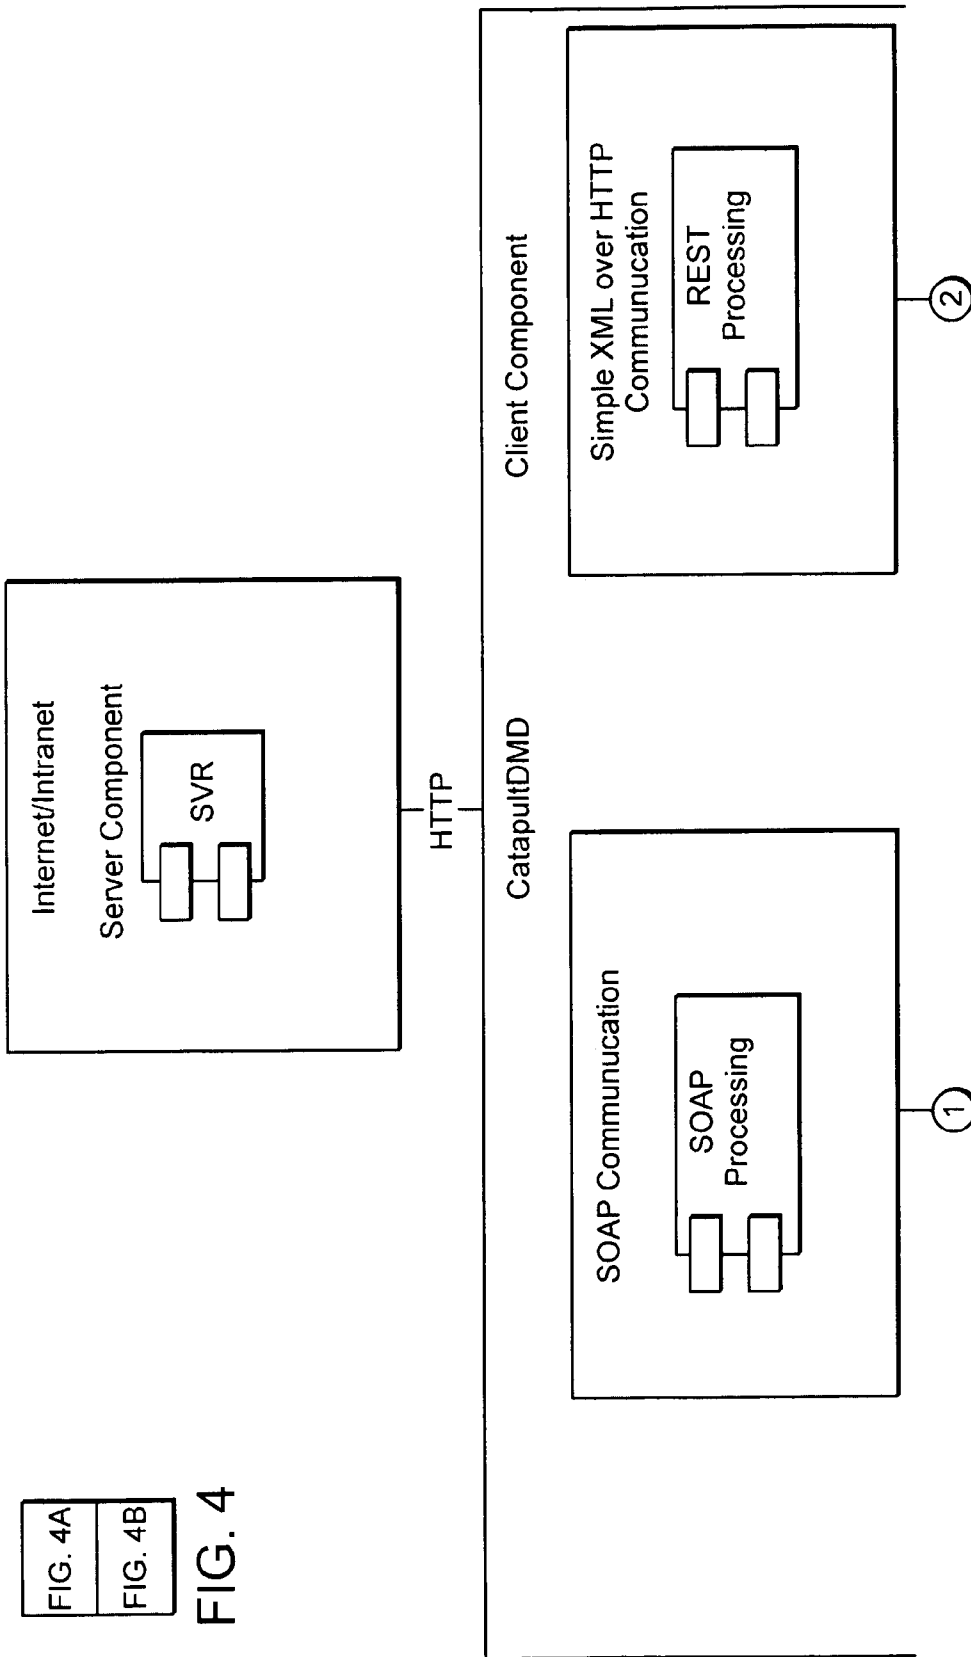 FIG. 4A
FIG. 4B
FIG. 4
Internet/Intranet
Server Component
SVR
HTTP
CatapultDMD
Client Component
SOAP Communucation
SOAP
Processing
1
Simple XML over HTTP
Communucation
REST
Processing
2